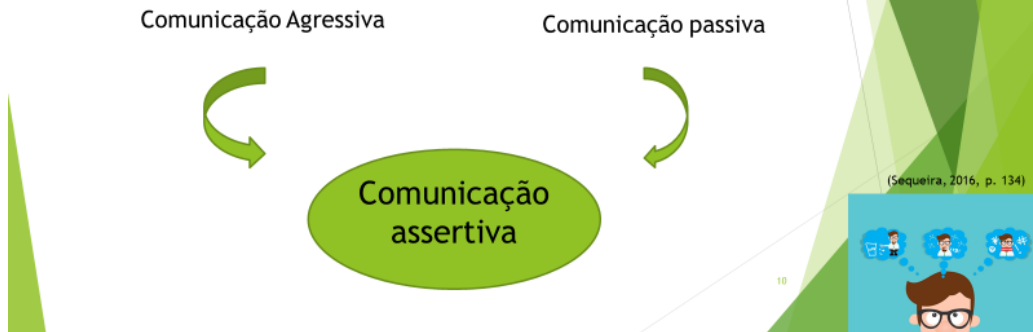 Comunicação Agressiva
Comunicação passiva
Comunicação
assertiva
(Sequeira, 2016, p. 134)
10